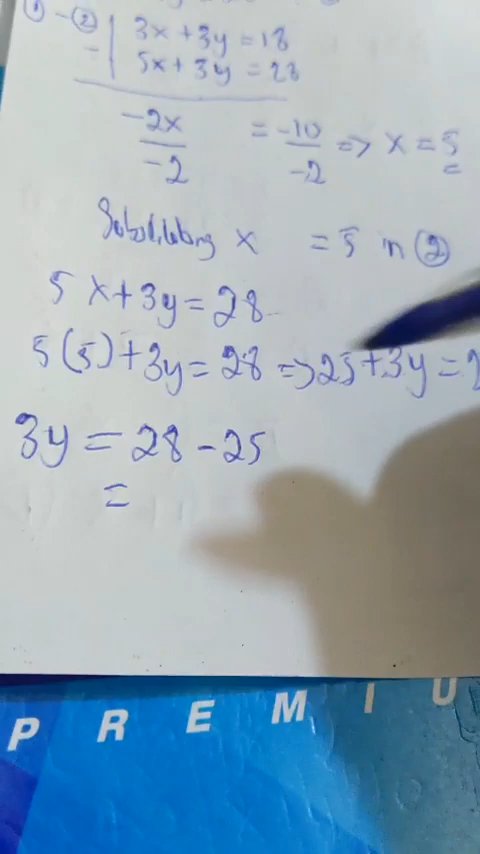 ① - ②
3x + 3y = 18
- 5x + 3y = 28
-2x/-2 = -10/-2 => x = 5
Substituting x = 5 in ②
5x + 3y = 28
5(5) + 3y = 28 => 25 + 3y = 2
3y = 28 - 25
=
PREMIU